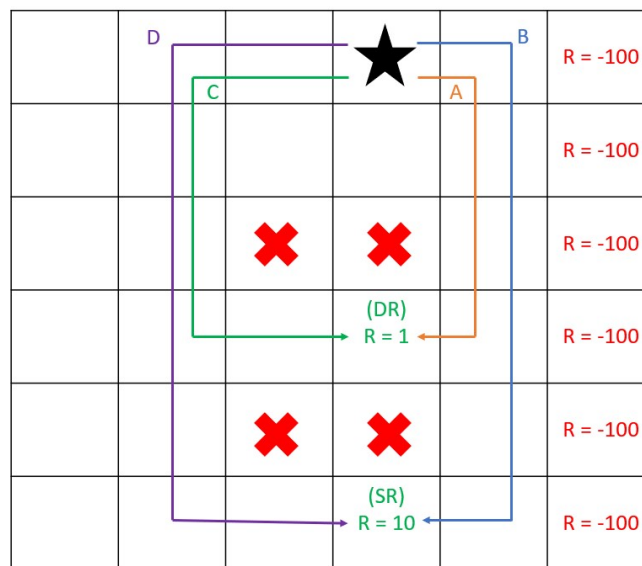 D
B
R = -100
C
A
R = -100
R = -100
(DR)
R = 1
R = -100
R = -100
(SR)
R = 10
R = -100